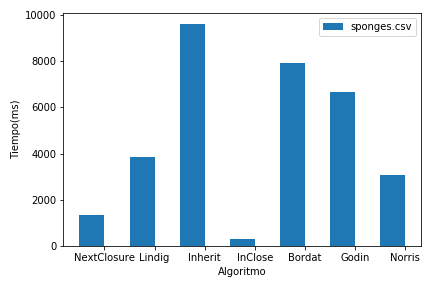 10000
8000
6000
4000
2000
0
Tiempo(ms)
sponges.csv
NextClosure Lindig Inherit InClose Bordat Godin Norris
Algoritmo